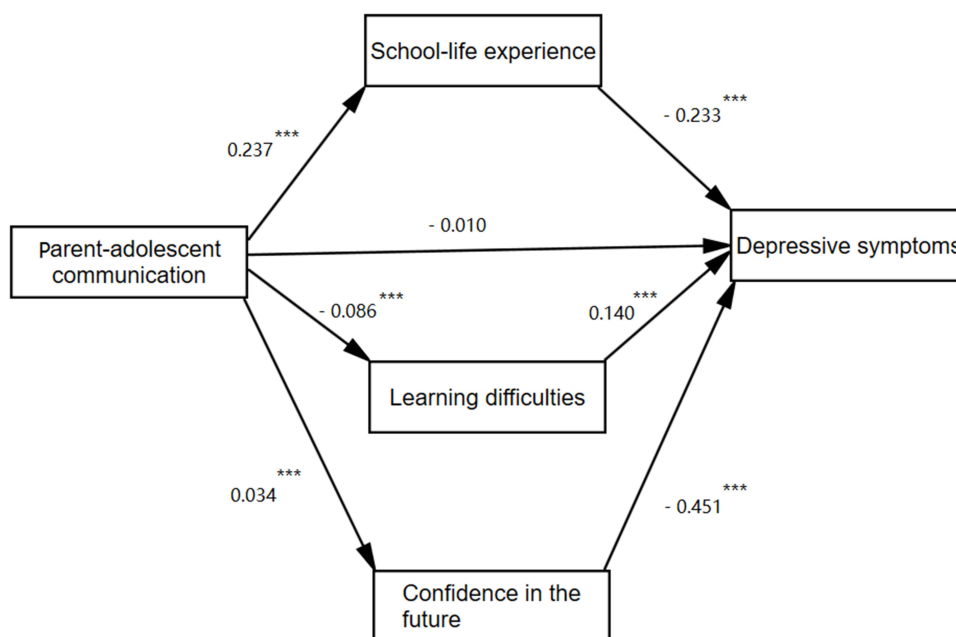 School-life experience
- 0.233***
0.237***
- 0.010
Parent-adolescent
communication
Depressive symptoms
- 0.086***
0.140***
Learning difficulties
0.034***
- 0.451***
Confidence in the
future